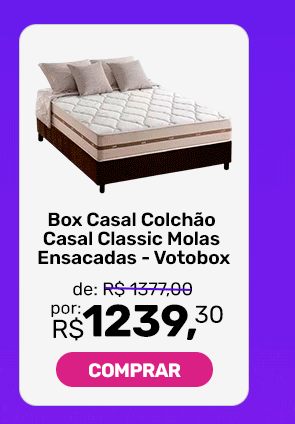 Box Casal Colchão
Casal Classic Molas
Ensacadas - Votobox
de: R$ 1377,00
por:
R$1239,30
COMPRAR